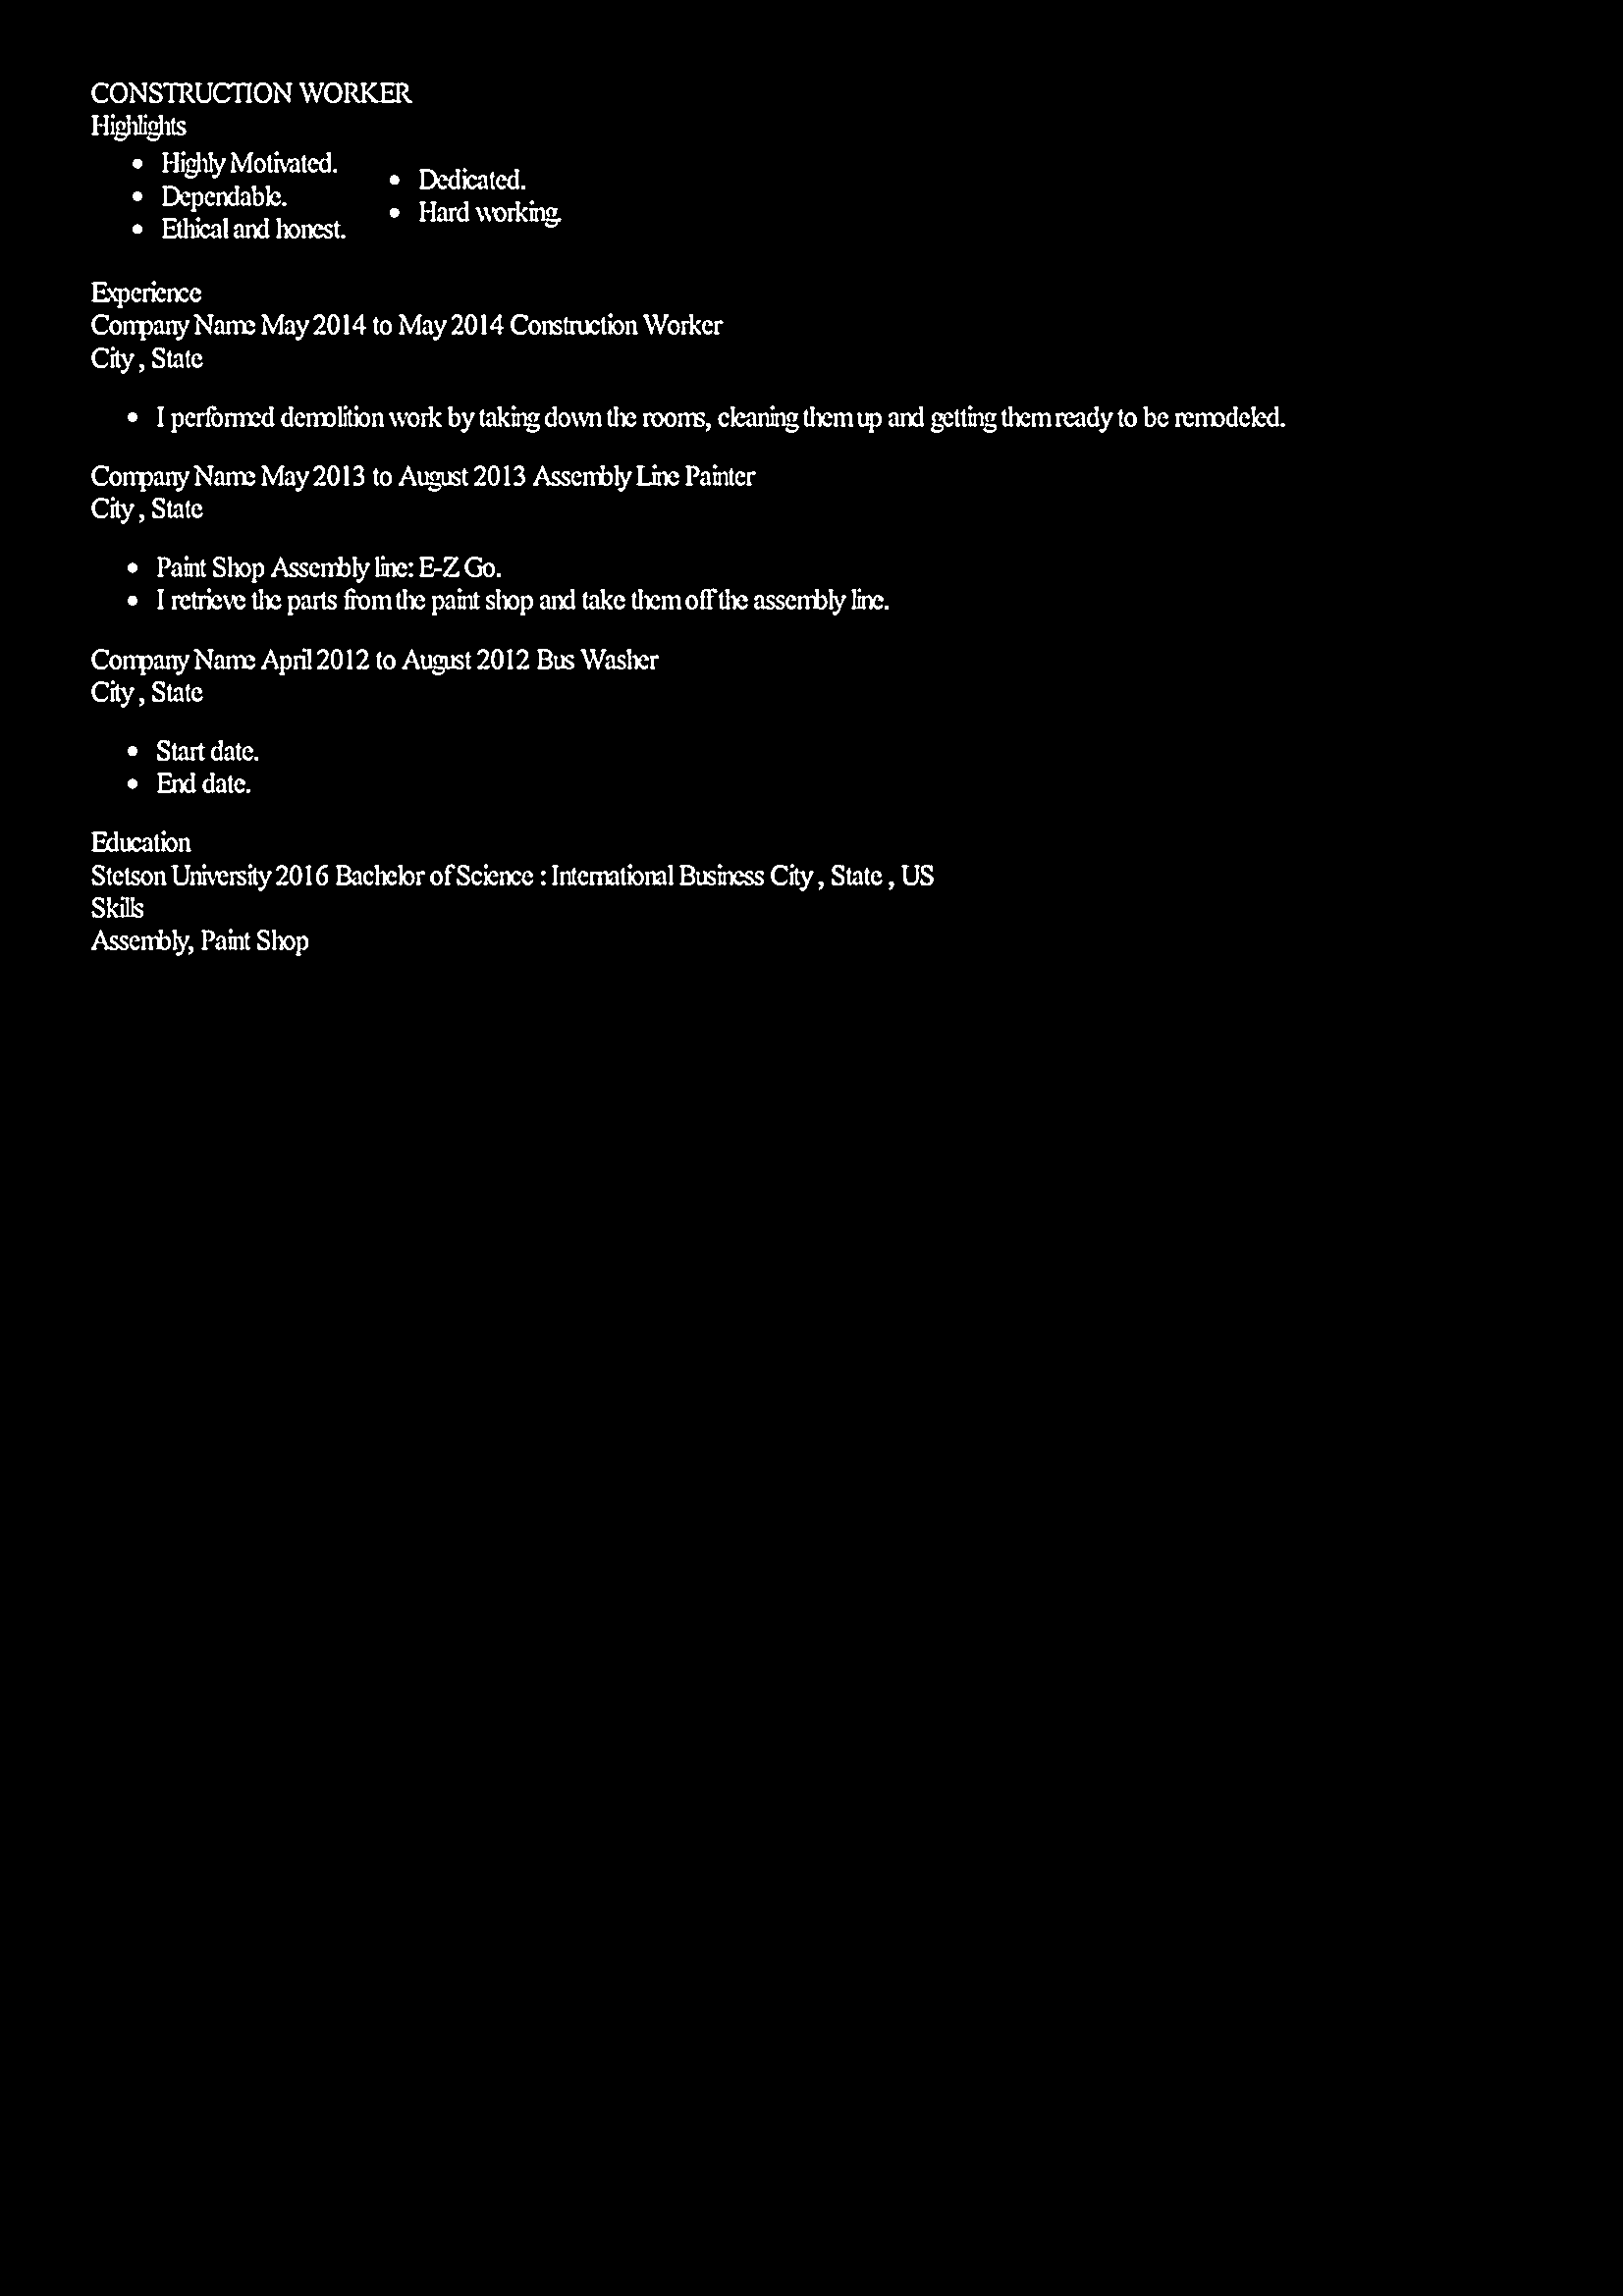 CONSTRUCTION WORKER
Highlights
• Highly Motivated.
• Dependable.
• Ethical and honest.
• Dedicated.
• Hard working.
Experience
Company Name May 2014 to May 2014 Construction Worker
City , State
• I performed demolition work by taking down the rooms, cleaning them up and getting them ready to be remodeled.
Company Name May 2013 to August 2013 Assembly Line Painter
City , State
• Paint Shop Assembly line: E-Z Go.
• I retrieve the parts from the paint shop and take them off the assembly line.
Company Name April 2012 to August 2012 Bus Washer
City , State
• Start date.
• End date.
Education
Stetson University 2016 Bachelor of Science : International Business City , State , US
Skills
Assembly, Paint Shop